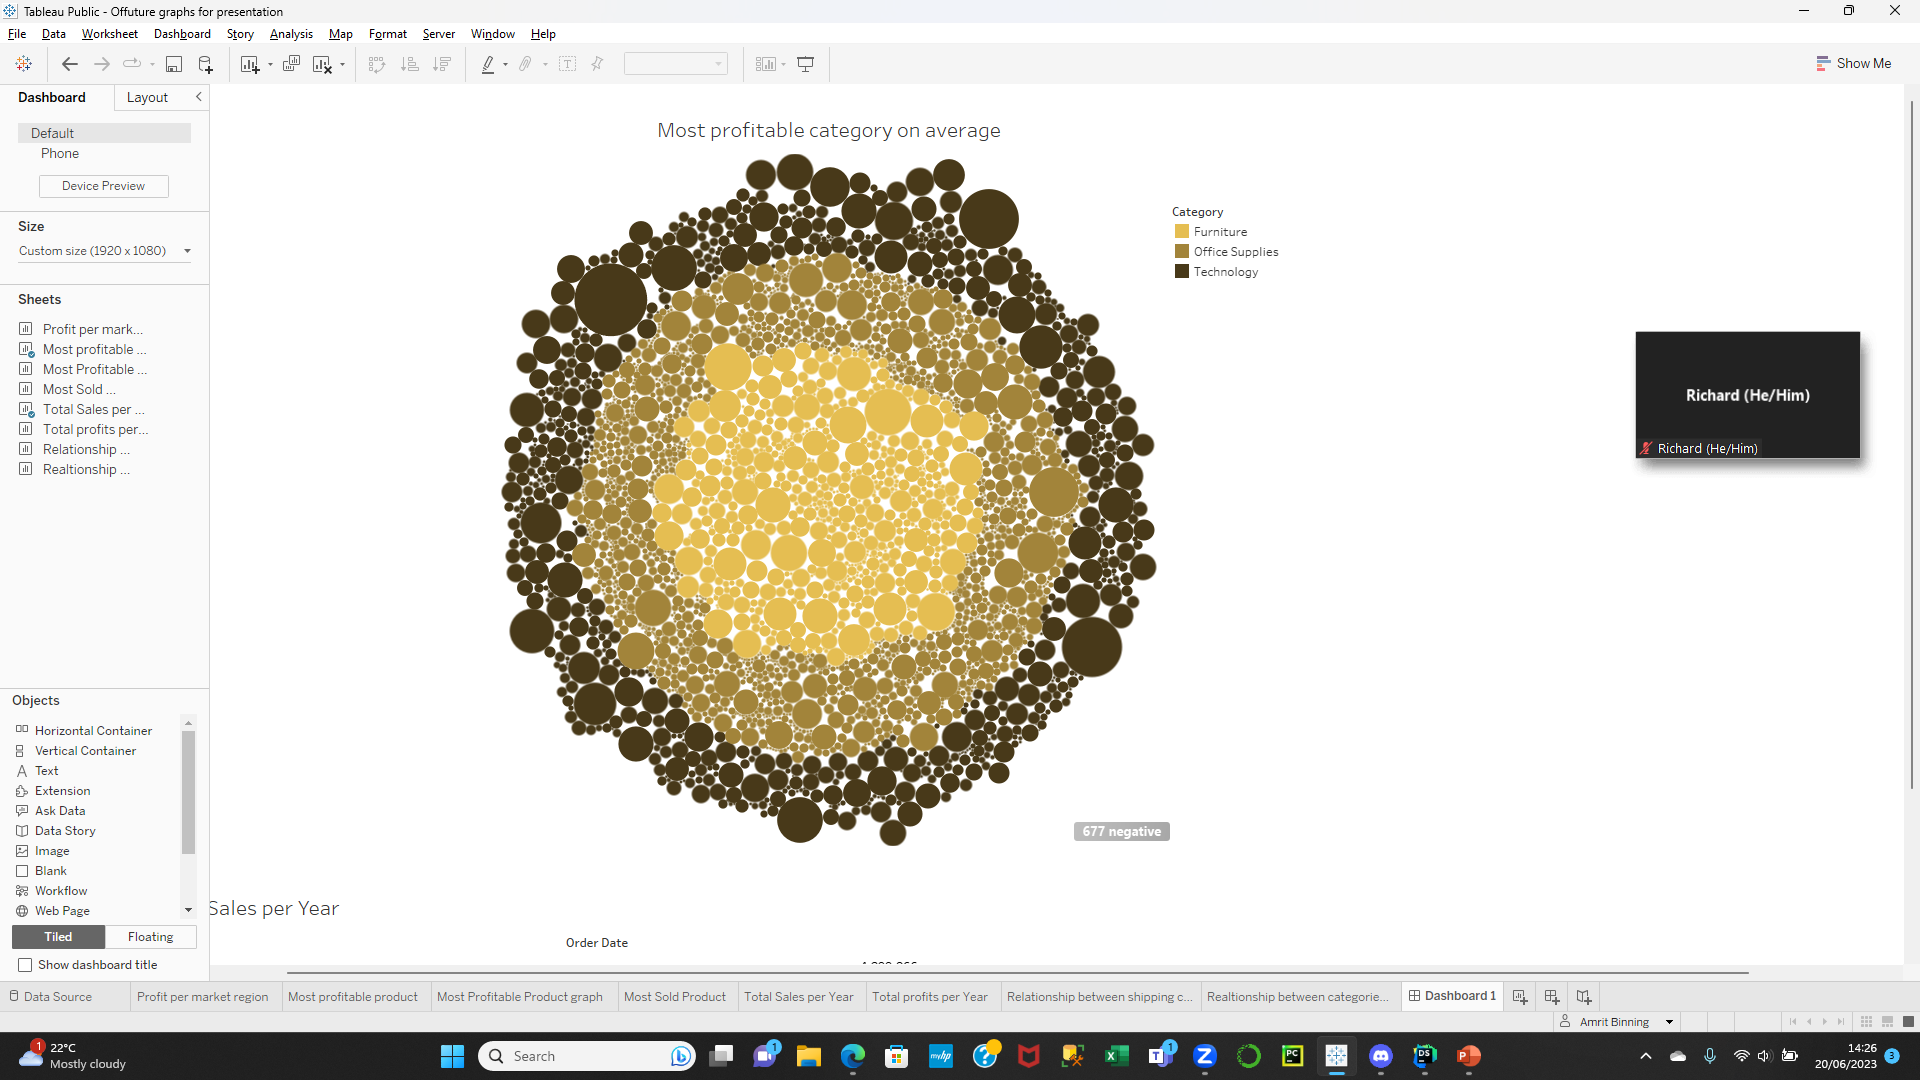 Tableau Public - Offuture graphs for presentation
File Data Worksheet Dashboard Story Analysis Map Format Server Window Help
Show Me
Dashboard Layout
Default
Phone
Device Preview
Size
Custom size (1920 x 1080)
Sheets
Profit per mark...
Most profitable ...
Most Profitable ...
Most Sold ...
Total Sales per ...
Total profits per...
Relationship ...
Realtionship ...
Objects
Horizontal Container
Vertical Container
Text
Extension
Ask Data
Data Story
Image
Blank
Workflow
Web Page
Tiled Floating
Show dashboard title
Most profitable category on average
Category
Furniture
Office Supplies
Technology
Richard (He/Him)
Richard (He/Him)
677 negative
Sales per Year
Order Date
Data Source Profit per market region Most profitable product Most Profitable Product graph Most Sold Product Total Sales per Year Total profits per Year Relationship between shipping c... Realtionship between categorie... Dashboard 1
Amrit Binning
1
22°C
Mostly cloudy
Search
1
myhp
X
T
1
PC
DS
P
14:26
20/06/2023
3